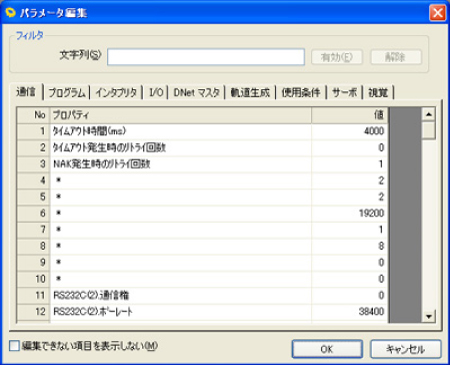 パラメータ編集
フィルタ
文字列(S)
有効(E)
解除
通信 プログラム インタプリタ I/O DNet マスタ 軌道生成 使用条件 サーボ 視覚
No プロパティ 値
1 タイムアウト時間(ms) 4000
2 タイムアウト発生時のリトライ回数 0
3 NAK発生時のリトライ回数 1
4 * 2
5 * 2
6 * 19200
7 * 1
8 * 8
9 * 0
10 * 0
11 RS232C(2).通信権 0
12 RS232C(2).ボーレート 38400
編集できない項目を表示しない(M)
OK キャンセル